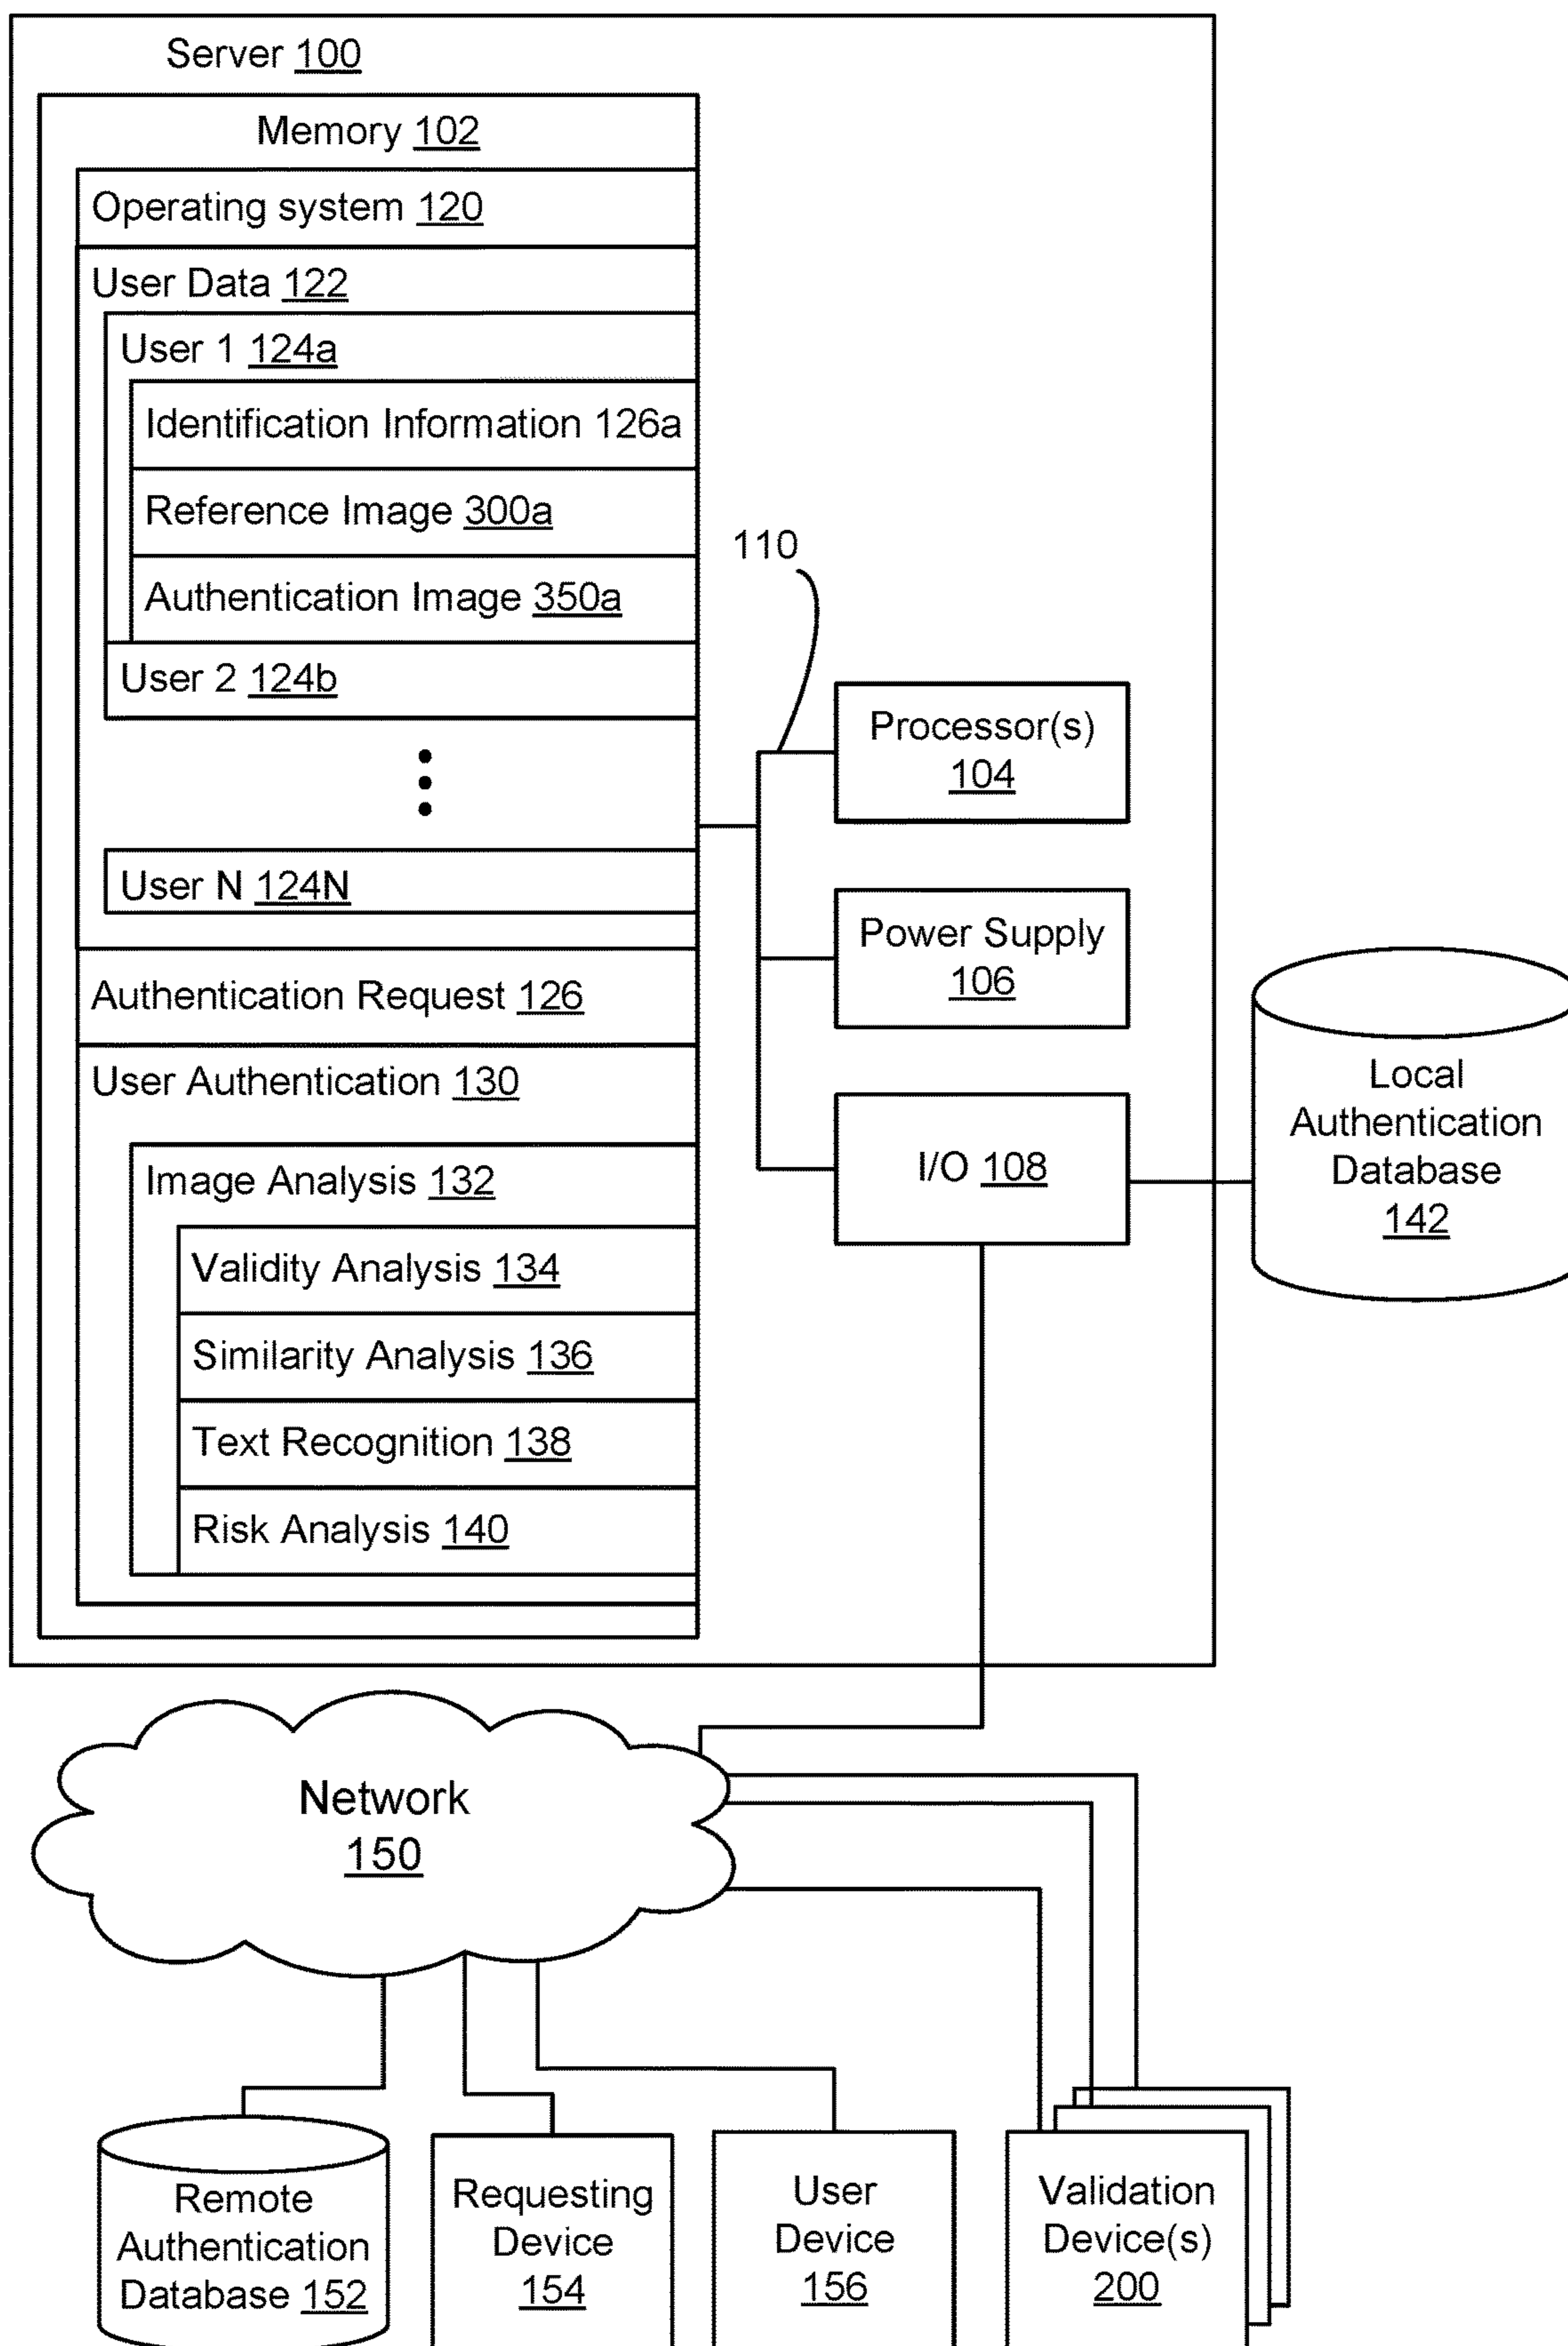 Server 100
Memory 102
Operating system 120
User Data 122
User 1 124a
Identification Information 126a
Reference Image 300a
Authentication Image 350a
User 2 124b
User N 124N
Authentication Request 126
User Authentication 130
Image Analysis 132
Validity Analysis 134
Similarity Analysis 136
Text Recognition 138
Risk Analysis 140
110
Processor(s)
104
Power Supply
106
I/O 108
Local
Authentication
Database
142
Network
150
Remote
Authentication
Database 152
Requesting
Device
154
User
Device
156
Validation
Device(s)
200